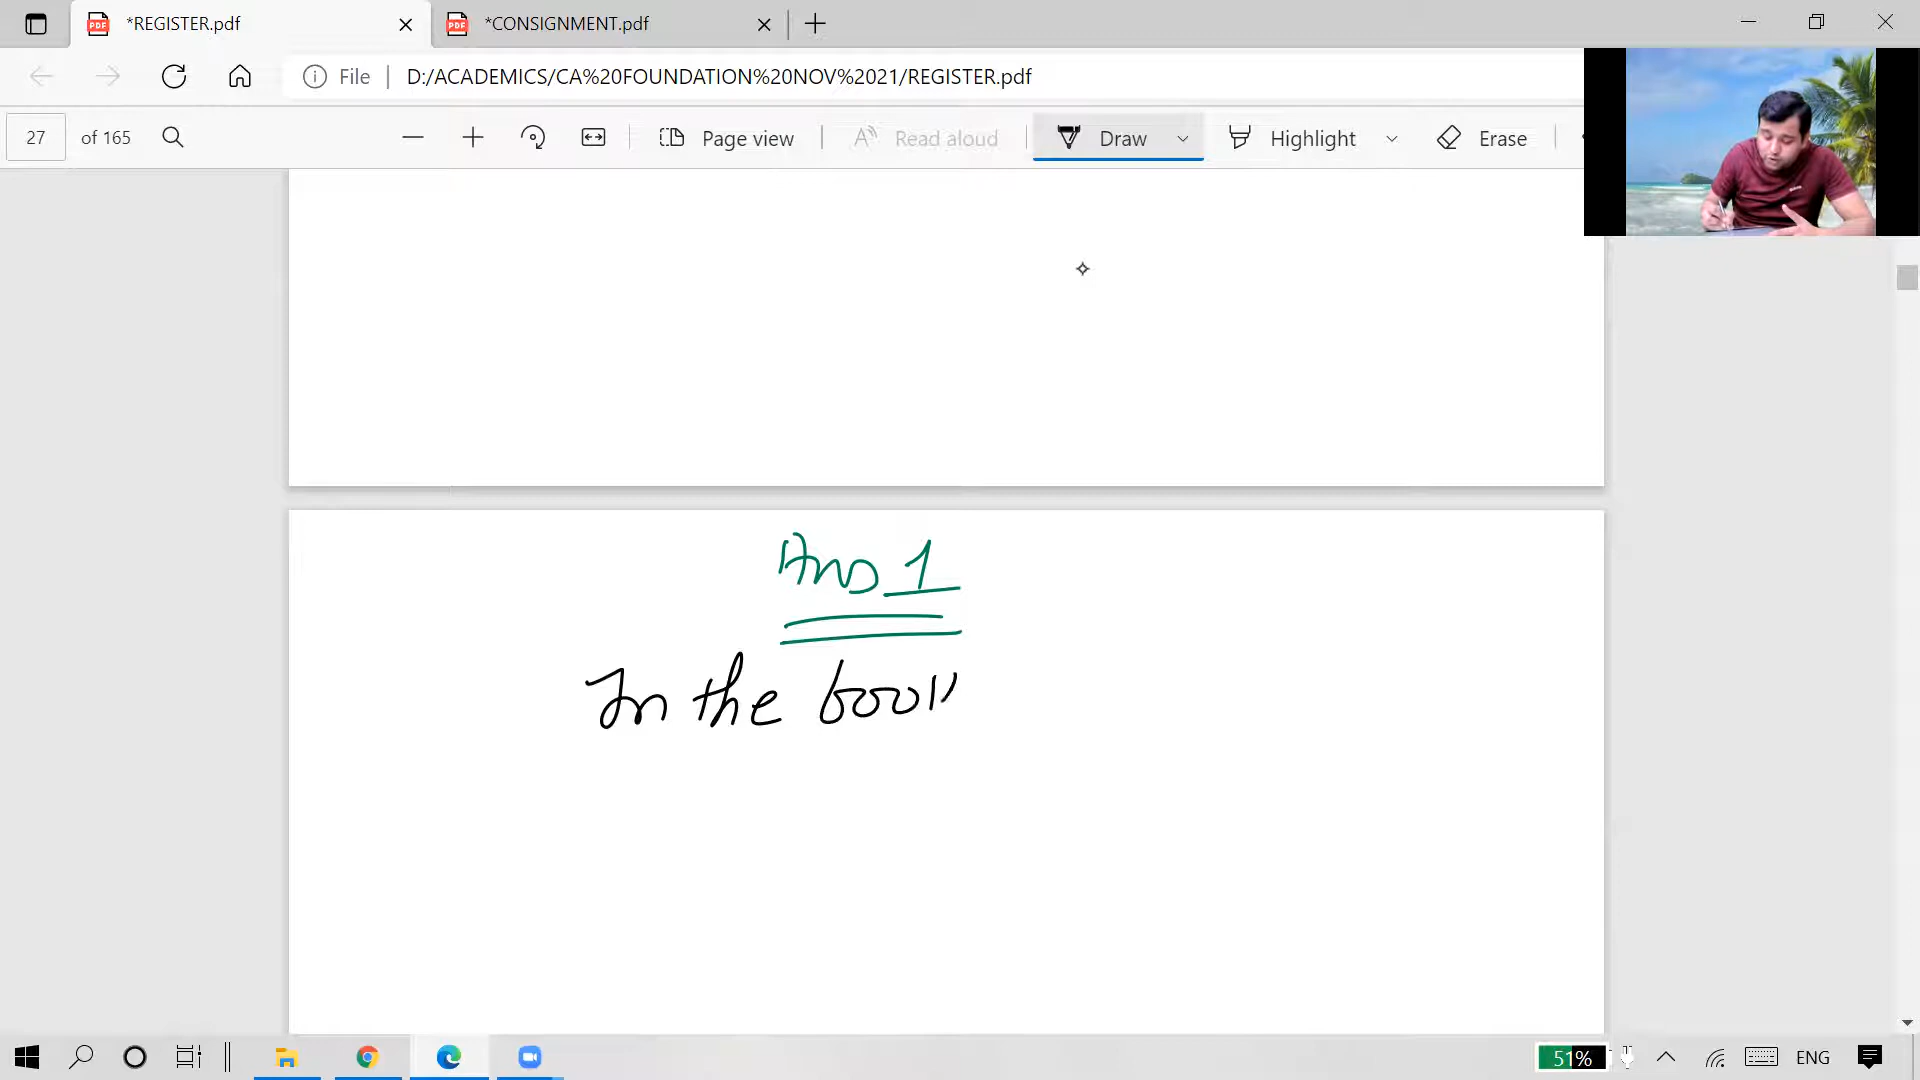 *REGISTER.pdf
*CONSIGNMENT.pdf
File
D:/ACADEMICS/CA%20FOUNDATION%20NOV%2021/REGISTER.pdf
27 of 165
Page view
Read aloud
Draw
Highlight
Erase
Ans 1
In the boo
51%
ENG